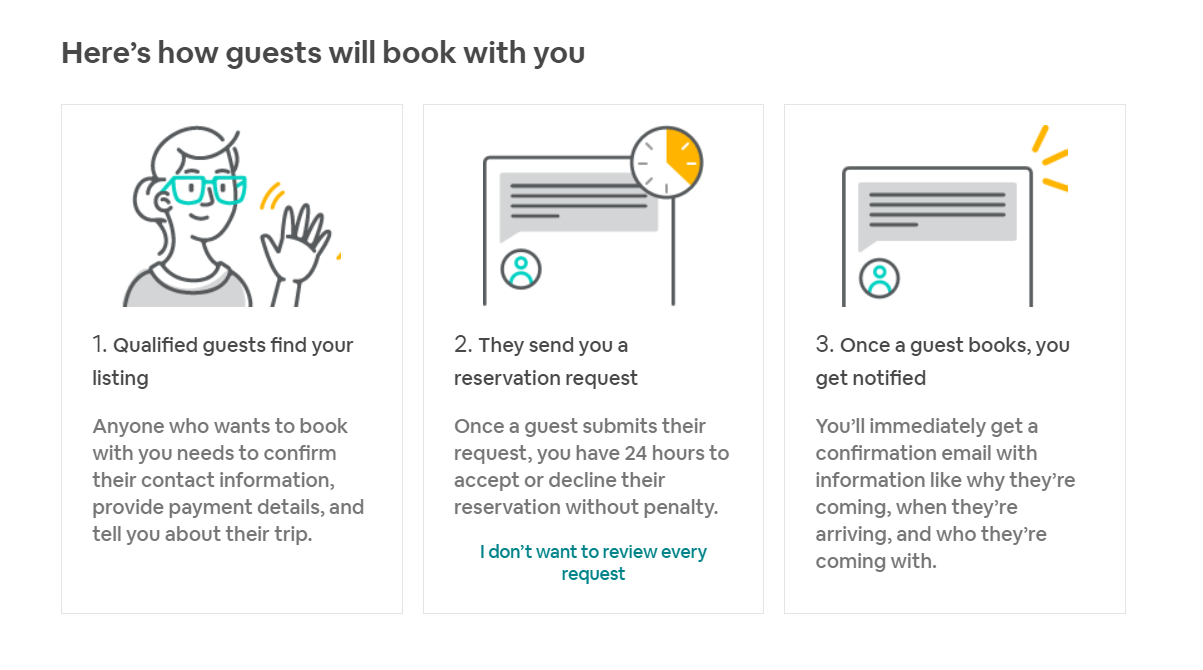 Here’s how guests will book with you
1. Qualified guests find your
listing
Anyone who wants to book
with you needs to confirm
their contact information,
provide payment details, and
tell you about their trip.
2. They send you a
reservation request
Once a guest submits their
request, you have 24 hours to
accept or decline their
reservation without penalty.
I don’t want to review every
request
3. Once a guest books, you
get notified
You’ll immediately get a
confirmation email with
information like why they’re
coming, when they’re
arriving, and who they’re
coming with.